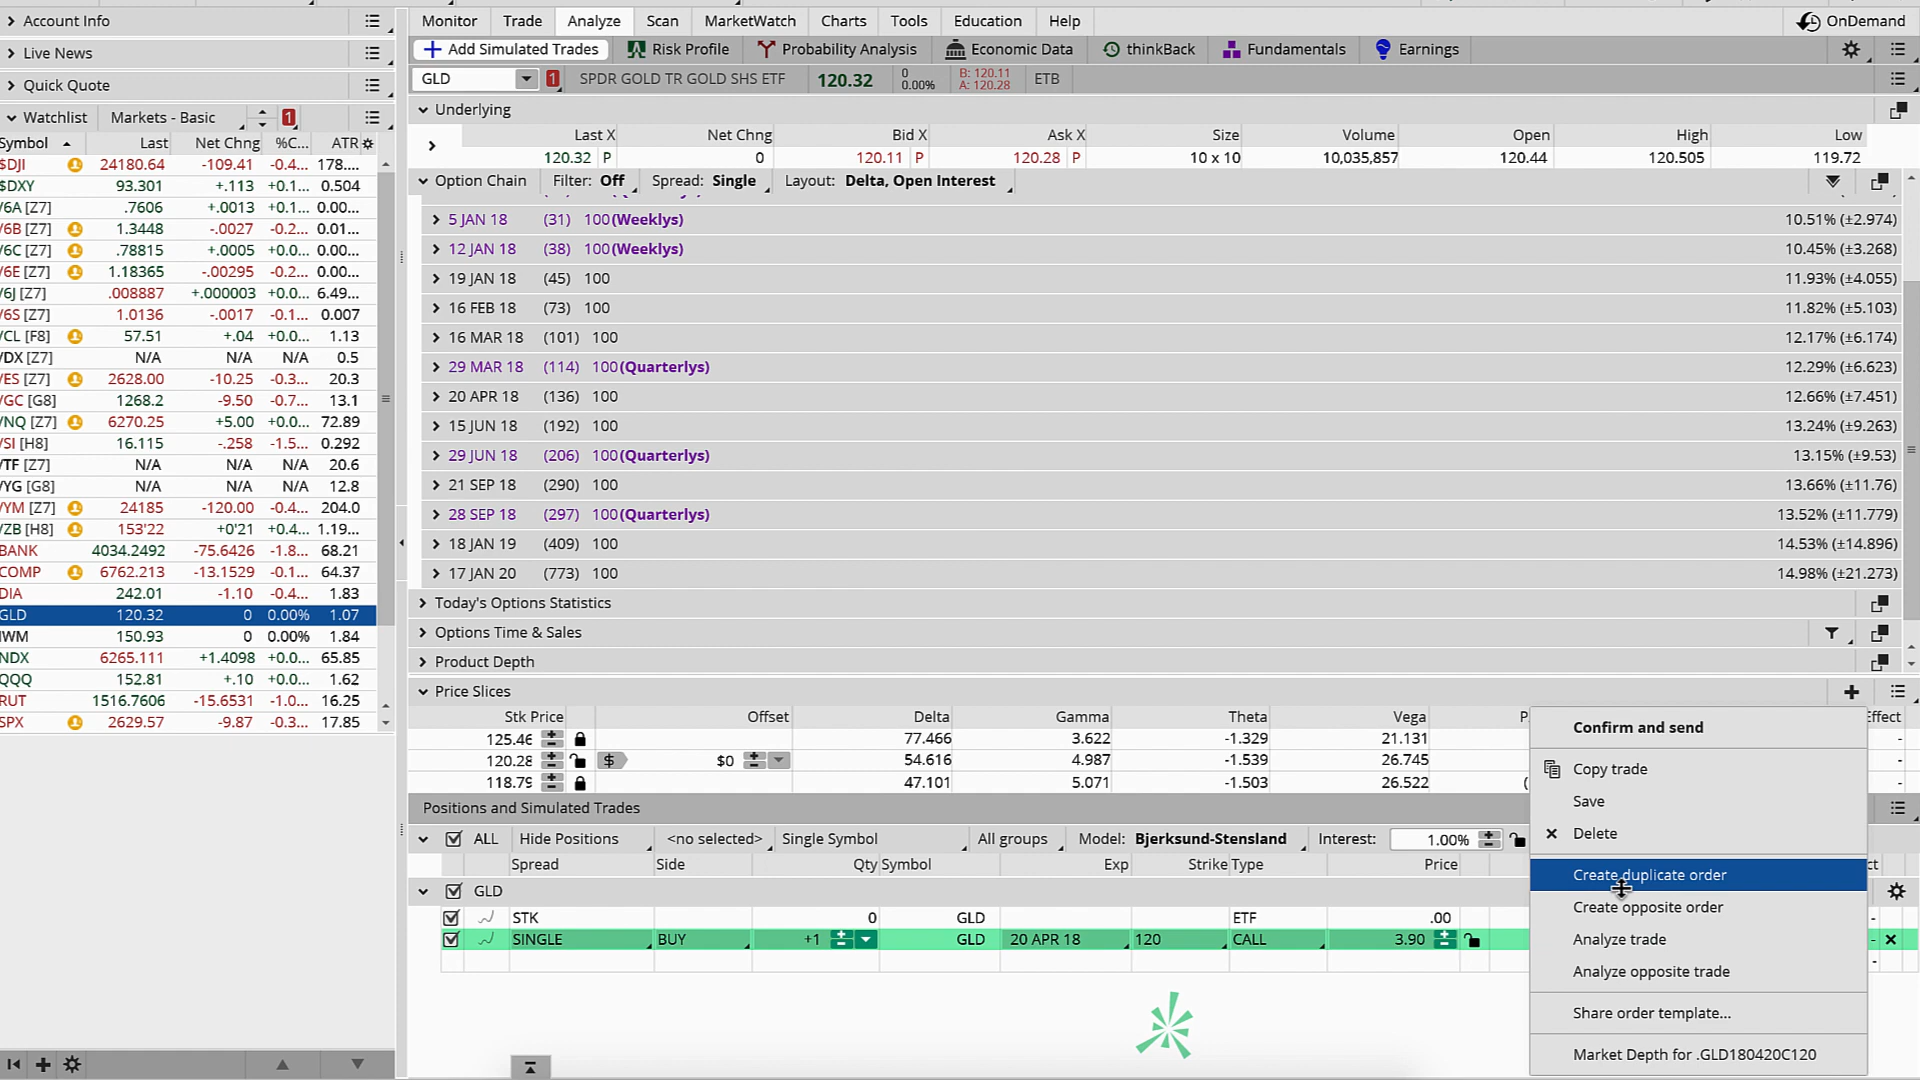 Account Info
Live News
Quick Quote
Watchlist Markets - Basic 1
Symbol Last Net Chng %C... ATR
$DJI 24180.64 -109.41 -0.4... 178....
$DXY 93.301 +.113 +0.1... 0.504
/6A [Z7] .7606 +.0013 +0.1... 0.00...
/6B [Z7] 1.3448 -.0027 -0.2... 0.01...
/6C [Z7] .78815 +.0005 +0.0... 0.00...
/6E [Z7] 1.18365 -.00295 -0.2... 0.00...
/6J [Z7] .008887 +.000003 +0.0... 6.49...
/6S [Z7] 1.0136 -.0017 -0.1... 0.007
/CL [F8] 57.51 +.04 +0.0... 1.13
/DX [Z7] N/A N/A N/A 0.5
/ES [Z7] 2628.00 -10.25 -0.3... 20.3
/GC [G8] 1268.2 -9.50 -0.7... 13.1
/NQ [Z7] 6270.25 +5.00 +0.0... 72.89
/SI [H8] 16.115 -.258 -1.5... 0.292
/TF [Z7] N/A N/A N/A 20.6
/YG [G8] N/A N/A N/A 12.8
/YM [Z7] 24185 -120.00 -0.4... 204.0
/ZB [H8] 153'22 +0'21 +0.4... 1.19...
BANK 4034.2492 -75.6426 -1.8... 68.21
COMP 6762.213 -13.1529 -0.1... 64.37
DIA 242.01 -1.10 -0.4... 1.83
GLD 120.32 0 0.00% 1.07
IWM 150.93 0 0.00% 1.84
NDX 6265.111 +1.4098 +0.0... 65.85
QQQ 152.81 +.10 +0.0... 1.62
RUT 1516.7606 -15.6531 -1.0... 16.25
SPX 2629.57 -9.87 -0.3... 17.85
Monitor Trade Analyze Scan MarketWatch Charts Tools Education Help OnDemand
Add Simulated Trades Risk Profile Probability Analysis Economic Data thinkBack Fundamentals Earnings
GLD 1 SPDR GOLD TR GOLD SHS ETF 120.32 0 0.00% B: 120.11 A: 120.28 ETB
Underlying
Last X Net Chng Bid X Ask X Size Volume Open High Low
120.32 P 0 120.11 P 120.28 P 10 x 10 10,035,857 120.44 120.505 119.72
Option Chain Filter: Off Spread: Single Layout: Delta, Open Interest
5 JAN 18 (31) 100 (Weeklys) 10.51% (±2.974)
12 JAN 18 (38) 100 (Weeklys) 10.45% (±3.268)
19 JAN 18 (45) 100 11.93% (±4.055)
16 FEB 18 (73) 100 11.82% (±5.103)
16 MAR 18 (101) 100 12.17% (±6.174)
29 MAR 18 (114) 100 (Quarterlys) 12.29% (±6.623)
20 APR 18 (136) 100 12.66% (±7.451)
15 JUN 18 (192) 100 13.24% (±9.263)
29 JUN 18 (206) 100 (Quarterlys) 13.15% (±9.53)
21 SEP 18 (290) 100 13.66% (±11.76)
28 SEP 18 (297) 100 (Quarterlys) 13.52% (±11.779)
18 JAN 19 (409) 100 14.53% (±14.896)
17 JAN 20 (773) 100 14.98% (±21.273)
Today's Options Statistics
Options Time & Sales
Product Depth
Price Slices
Stk Price Offset Delta Gamma Theta Vega
125.46 77.466 3.622 -1.329 21.131
120.28 $ $0 54.616 4.987 -1.539 26.745
118.79 47.101 5.071 -1.503 26.522
Positions and Simulated Trades
ALL Hide Positions <no selected> Single Symbol All groups Model: Bjerksund-Stensland Interest: 1.00%
Spread Side Qty Symbol Exp Strike Type Price
GLD
STK 0 GLD ETF .00
SINGLE BUY +1 GLD 20 APR 18 120 CALL 3.90
Confirm and send
Copy trade
Save
Delete
Create duplicate order
Create opposite order
Analyze trade
Analyze opposite trade
Share order template...
Market Depth for .GLD180420C120